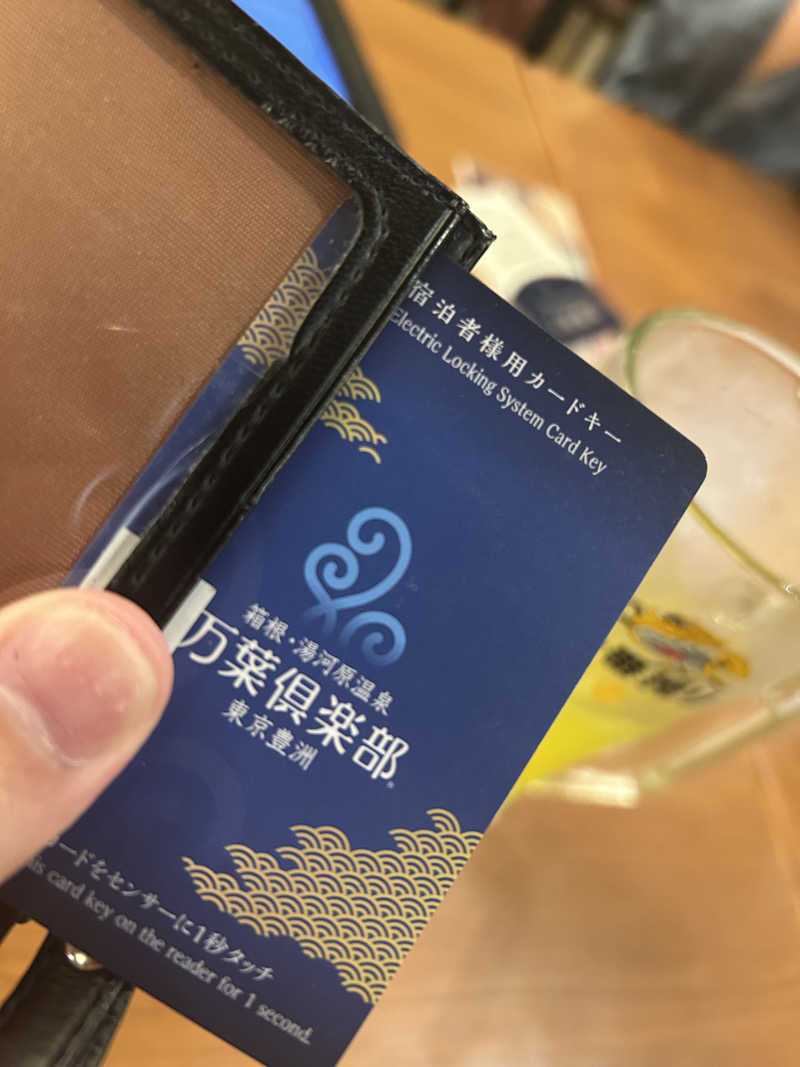 宿泊者様用カードキー
Electric Locking System Card Key
箱根・湯河原温泉
万葉倶楽部
東京豊洲
ードをセンサーに1秒タッチ
card key on the reader for 1 second.